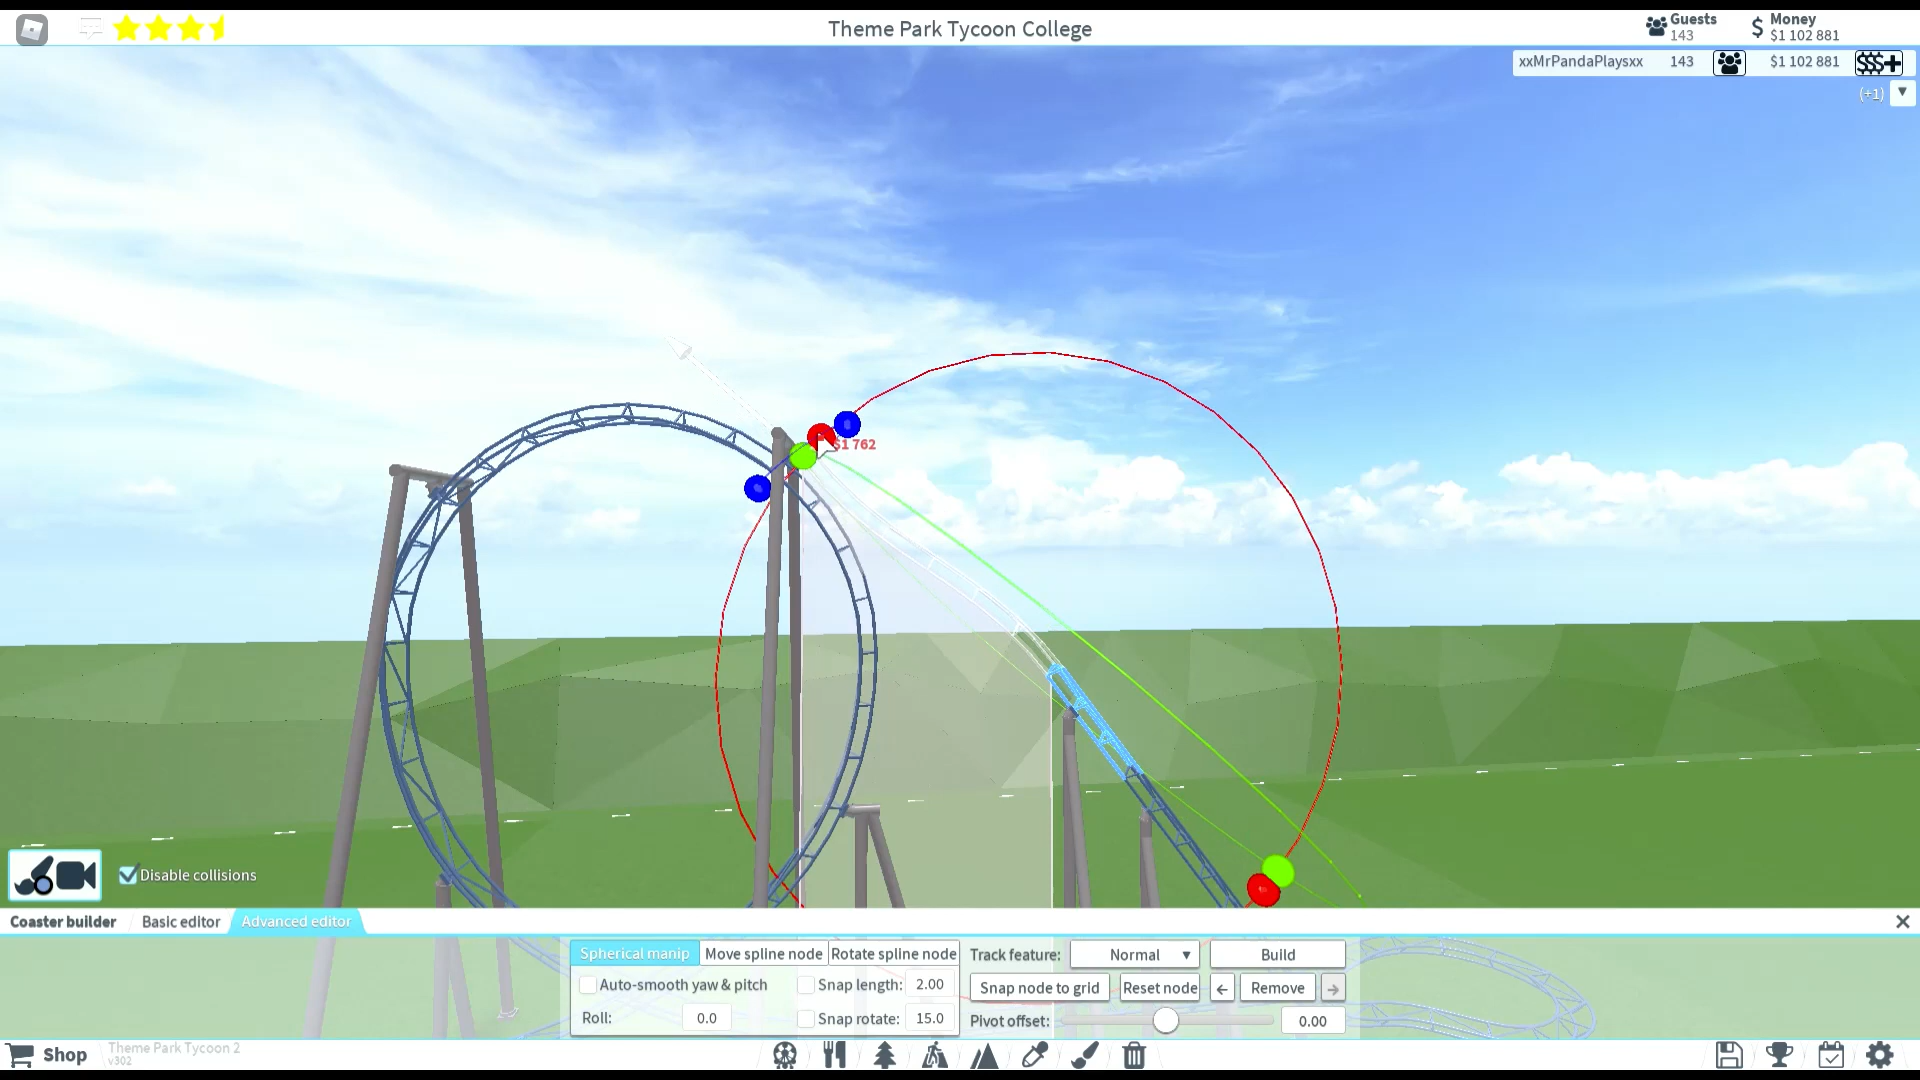 Theme Park Tycoon College
Guests
143
Money
$1 102 881
xxMrPandaPlaysxx 143 $1 102 881
(+1)
$1 762
Disable collisions
Coaster builder Basic editor Advanced editor
Spherical manip Move spline node Rotate spline node
Auto-smooth yaw & pitch Snap length: 2.00
Roll: 0.0 Snap rotate: 15.0
Track feature: Normal Build
Snap node to grid Reset node Remove
Pivot offset: 0.00
Shop
Theme Park Tycoon 2
v302